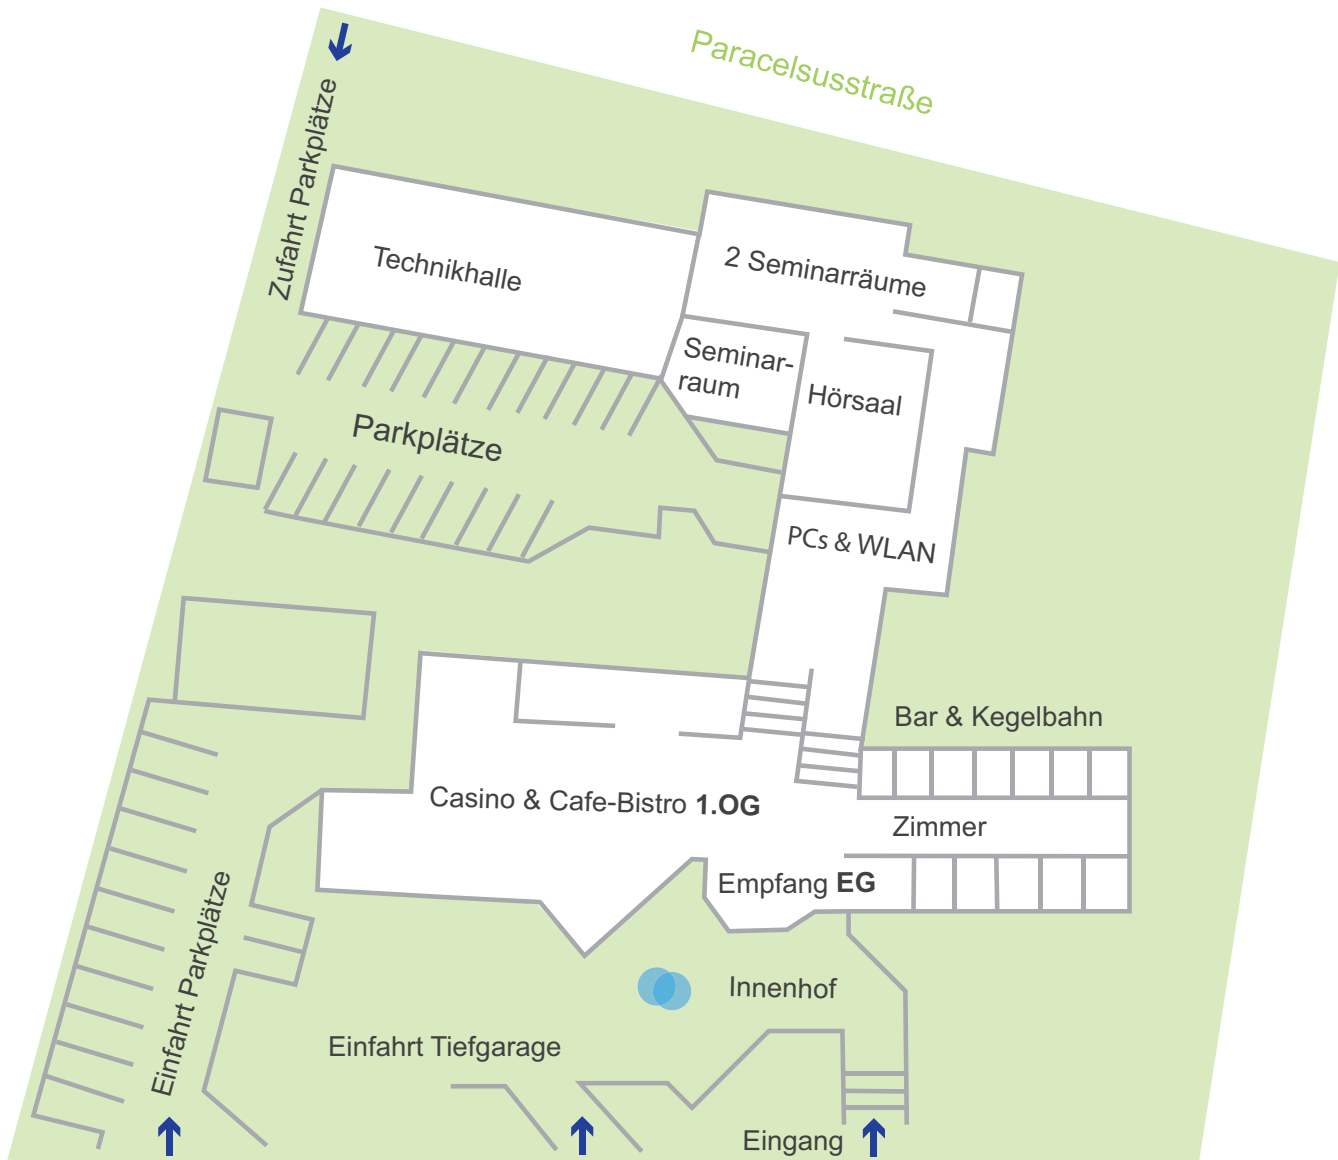 Paracelsusstraße
Zufahrt Parkplätze
Technikhalle
2 Seminarräume
Seminar-
raum
Hörsaal
Parkplätze
PCs & WLAN
Bar & Kegelbahn
Casino & Cafe-Bistro 1.OG
Zimmer
Empfang EG
Einfahrt Parkplätze
Innenhof
Einfahrt Tiefgarage
Eingang